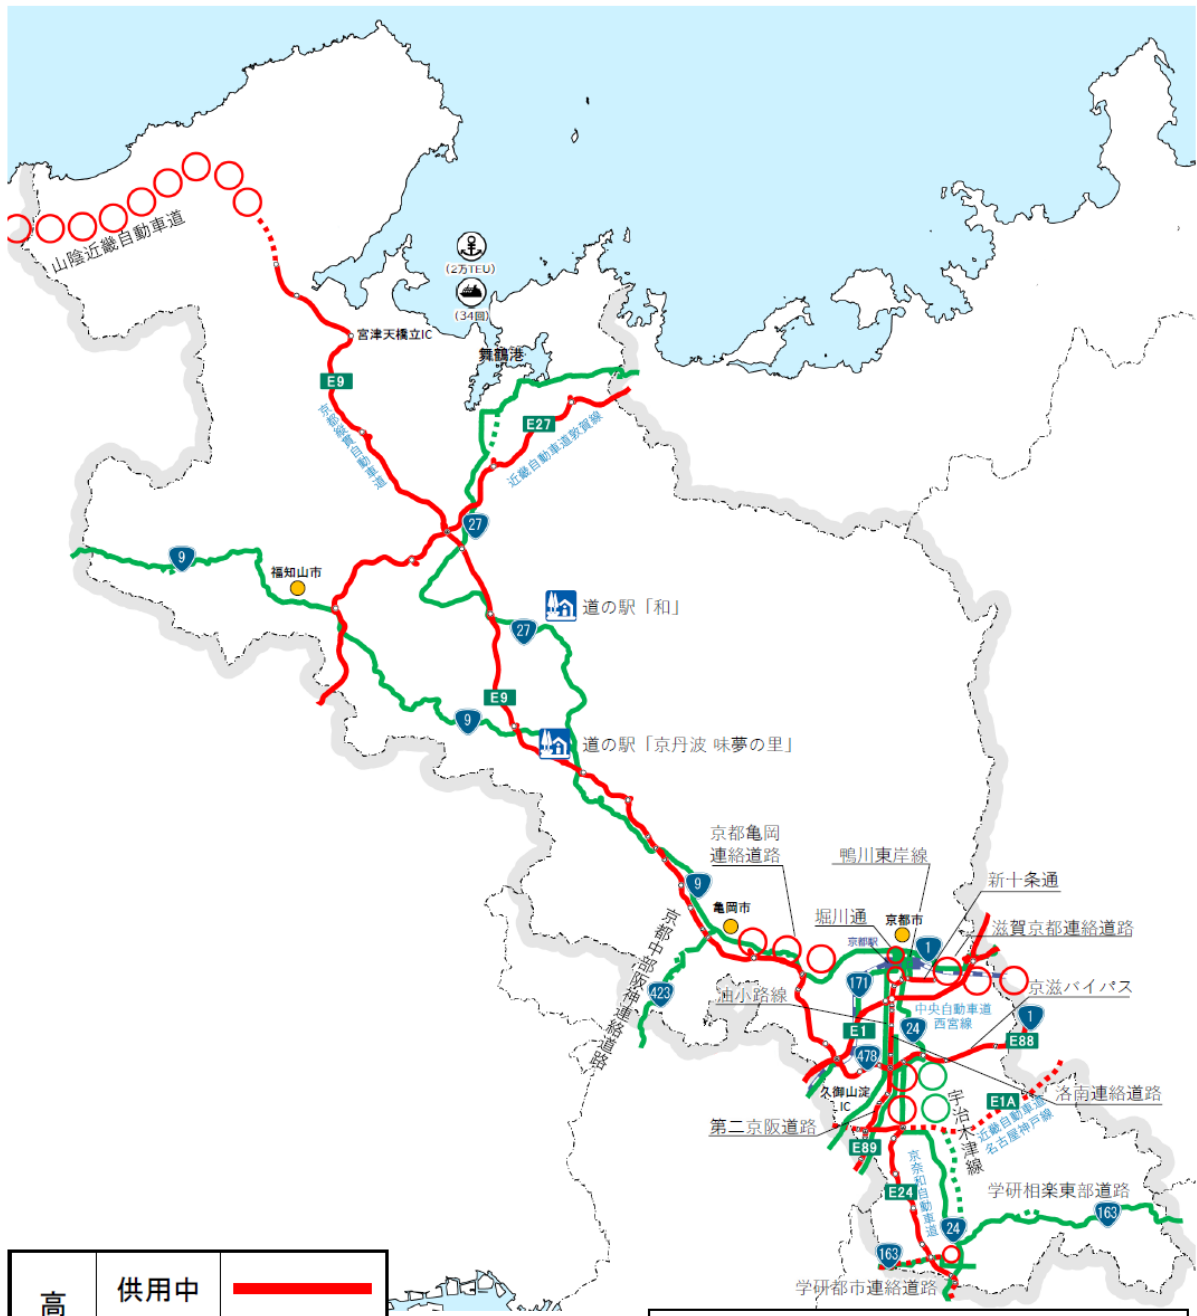 山陰近畿自動車道
(2万TEU)
(34回)
宮津天橋立IC
舞鶴港
E9
京都縦貫自動車道
E27
近畿自動車道敦賀線
27
9
福知山市
道の駅「和」
27
E9
9
道の駅「京丹波 味夢の里」
京都亀岡
連絡道路
鴨川東岸線
新十条通
9
亀岡市
堀川通
京都市
滋賀京都連絡道路
京都駅
1
京都中部阪神連絡道路
423
171
油小路線
京滋バイパス
中央自動車道
西宮線
1
E1
24
E88
478
久御山淀
IC
洛南連絡道路
E1A
近畿自動車道
名古屋神戸線
宇治木津線
第二京阪道路
E89
京奈和自動車道
E24
学研相楽東部道路
163
24
163
学研都市連絡道路
高
供用中